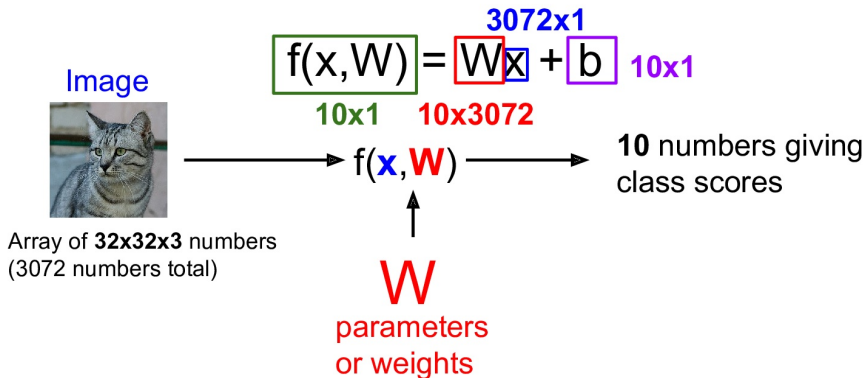 3072x1
f(x,W) = Wx + b 10x1
10x1 10x3072
Image
f(x,W)
10 numbers giving
class scores
Array of 32x32x3 numbers
(3072 numbers total)
W
parameters
or weights